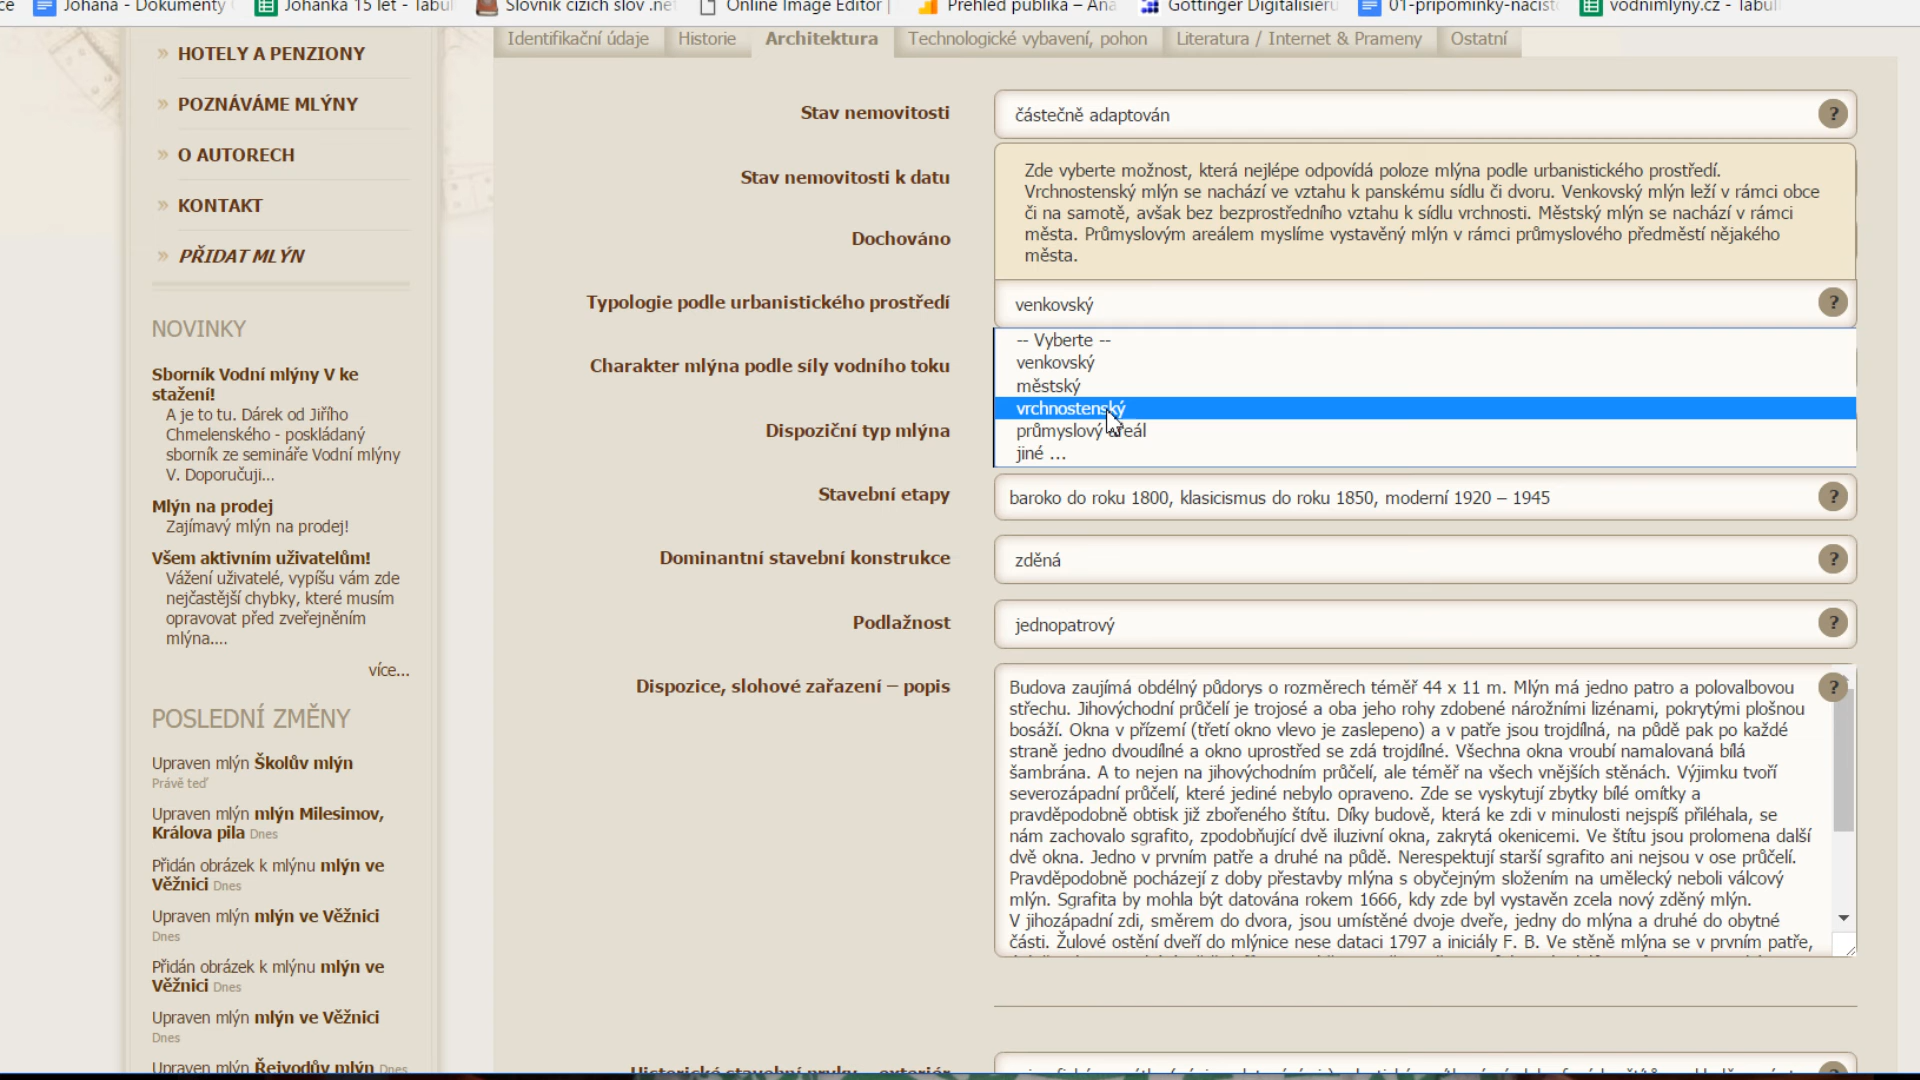 Johana - Dokumenty
Johanka 15 let - Tabul
Slovník cizích slov .net
Online Image Editor |
Přehled publika – Ana
Göttinger Digitalisieru
01-pripominky-nacist
vodnimlyny.cz - Tabul
HOTELY A PENZIONY
POZNÁVÁME MLÝNY
O AUTORECH
KONTAKT
PŘIDAT MLÝN
NOVINKY
Sborník Vodní mlýny V ke
stažení!
A je to tu. Dárek od Jiřího
Chmelenského - poskládaný
sborník ze semináře Vodní mlýny
V. Doporučuji...
Mlýn na prodej
Zajímavý mlýn na prodej!
Všem aktivním uživatelům!
Vážení uživatelé, vypíšu vám zde
nejčastější chybky, které musím
opravovat před zveřejněním
mlýna....
více...
POSLEDNÍ ZMĚNY
Upraven mlýn Školův mlýn
Právě teď
Upraven mlýn mlýn Milesimov,
Králova pila Dnes
Přidán obrázek k mlýnu mlýn ve
Věžnici Dnes
Upraven mlýn mlýn ve Věžnici
Dnes
Přidán obrázek k mlýnu mlýn ve
Věžnici Dnes
Upraven mlýn mlýn ve Věžnici
Dnes
Upraven mlýn Řejvodův mlýn Dnes
Identifikační údaje
Historie
Architektura
Technologické vybavení, pohon
Literatura / Internet & Prameny
Ostatní
Stav nemovitosti
částečně adaptován
?
Stav nemovitosti k datu
Zde vyberte možnost, která nejlépe odpovídá poloze mlýna podle urbanistického prostředí.
Vrchnostenský mlýn se nachází ve vztahu k panskému sídlu či dvoru. Venkovský mlýn leží v rámci obce
či na samotě, avšak bez bezprostředního vztahu k sídlu vrchnosti. Městský mlýn se nachází v rámci
města. Průmyslovým areálem myslíme vystavěný mlýn v rámci průmyslového předměstí nějakého
města.
Dochováno
Typologie podle urbanistického prostředí
venkovský
?
-- Vyberte --
venkovský
městský
vrchnostenský
průmyslový areál
jiné ...
Charakter mlýna podle síly vodního toku
Dispoziční typ mlýna
Stavební etapy
baroko do roku 1800, klasicismus do roku 1850, moderní 1920 – 1945
?
Dominantní stavební konstrukce
zděná
?
Podlažnost
jednopatrový
?
Dispozice, slohové zařazení – popis
?
Budova zaujímá obdélný půdorys o rozměrech téměř 44 x 11 m. Mlýn má jedno patro a polovalbovou
střechu. Jihovýchodní průčelí je trojosé a oba jeho rohy zdobené nárožními lizénami, pokrytými plošnou
bosáží. Okna v přízemí (třetí okno vlevo je zaslepeno) a v patře jsou trojdílná, na půdě pak po každé
straně jedno dvoudílné a okno uprostřed se zdá trojdílné. Všechna okna vroubí namalovaná bílá
šambrána. A to nejen na jihovýchodním průčelí, ale téměř na všech vnějších stěnách. Výjimku tvoří
severozápadní průčelí, které jediné nebylo opraveno. Zde se vyskytují zbytky bílé omítky a
pravděpodobně obtisk již zbořeného štítu. Díky budově, která ke zdi v minulosti nejspíš přiléhala, se
nám zachovalo sgrafito, zpodobňující dvě iluzivní okna, zakrytá okenicemi. Ve štítu jsou prolomena další
dvě okna. Jedno v prvním patře a druhé na půdě. Nerespektují starší sgrafito ani nejsou v ose průčelí.
Pravděpodobně pocházejí z doby přestavby mlýna s obyčejným složením na umělecký neboli válcový
mlýn. Sgrafita by mohla být datována rokem 1666, kdy zde byl vystavěn zcela nový zděný mlýn.
V jihozápadní zdi, směrem do dvora, jsou umístěné dvoje dveře, jedny do mlýna a druhé do obytné
části. Žulové ostění dveří do mlýnice nese dataci 1797 a iniciály F. B. Ve stěně mlýna se v prvním patře,
Historické stavební prvky – exteriér